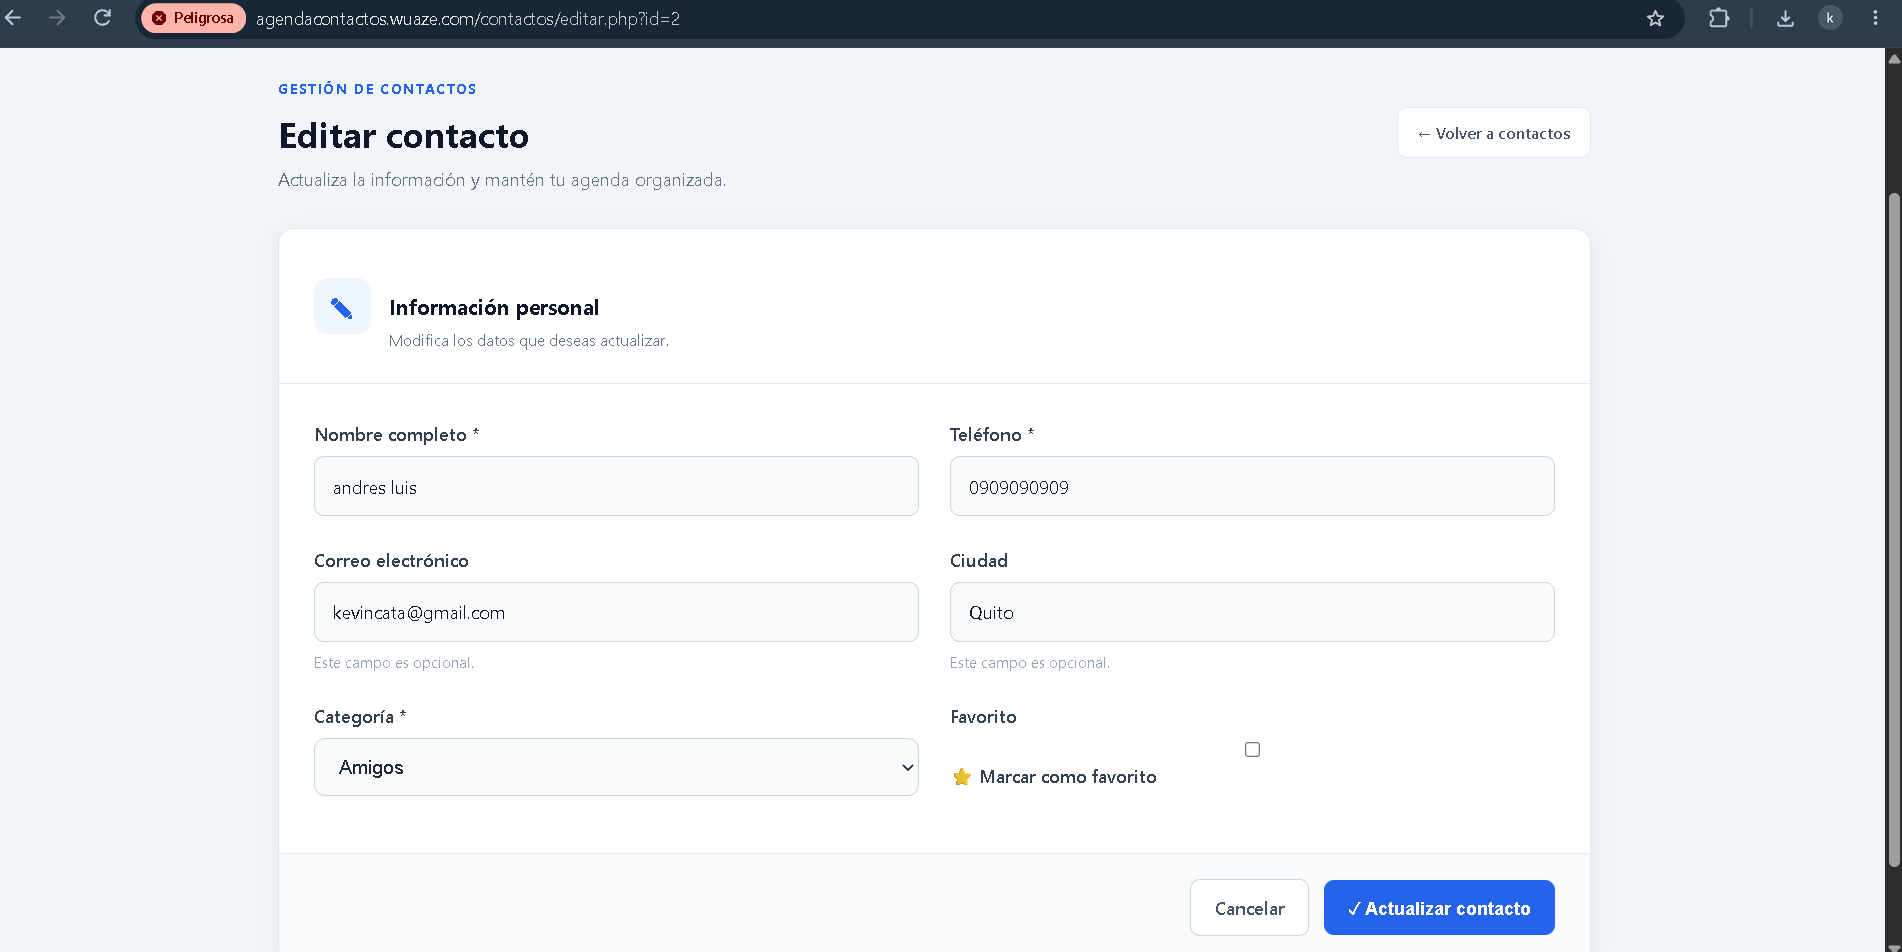 Peligrosa agendacontactos.wuaze.com/contactos/editar.php?id=2 k
GESTIÓN DE CONTACTOS
Editar contacto
← Volver a contactos
Actualiza la información y mantén tu agenda organizada.
Información personal
Modifica los datos que deseas actualizar.
Nombre completo * Teléfono *
andres luis 0909090909
Correo electrónico Ciudad
kevincata@gmail.com Quito
Este campo es opcional. Este campo es opcional.
Categoría * Favorito
Amigos
Marcar como favorito
Cancelar ✓ Actualizar contacto